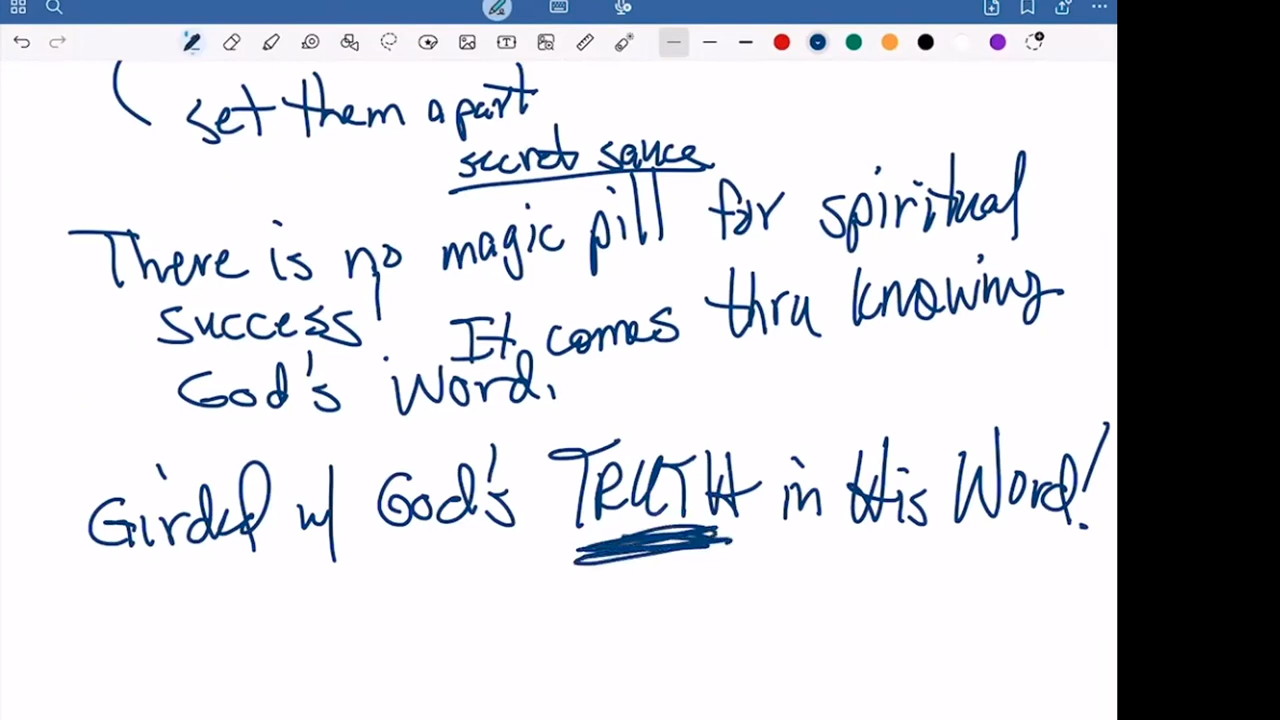 set them apart
secret sauce
There is no magic pill for spiritual
success! It comes thru knowing
God's Word.
Girded w/ God's TRUTH in His Word!